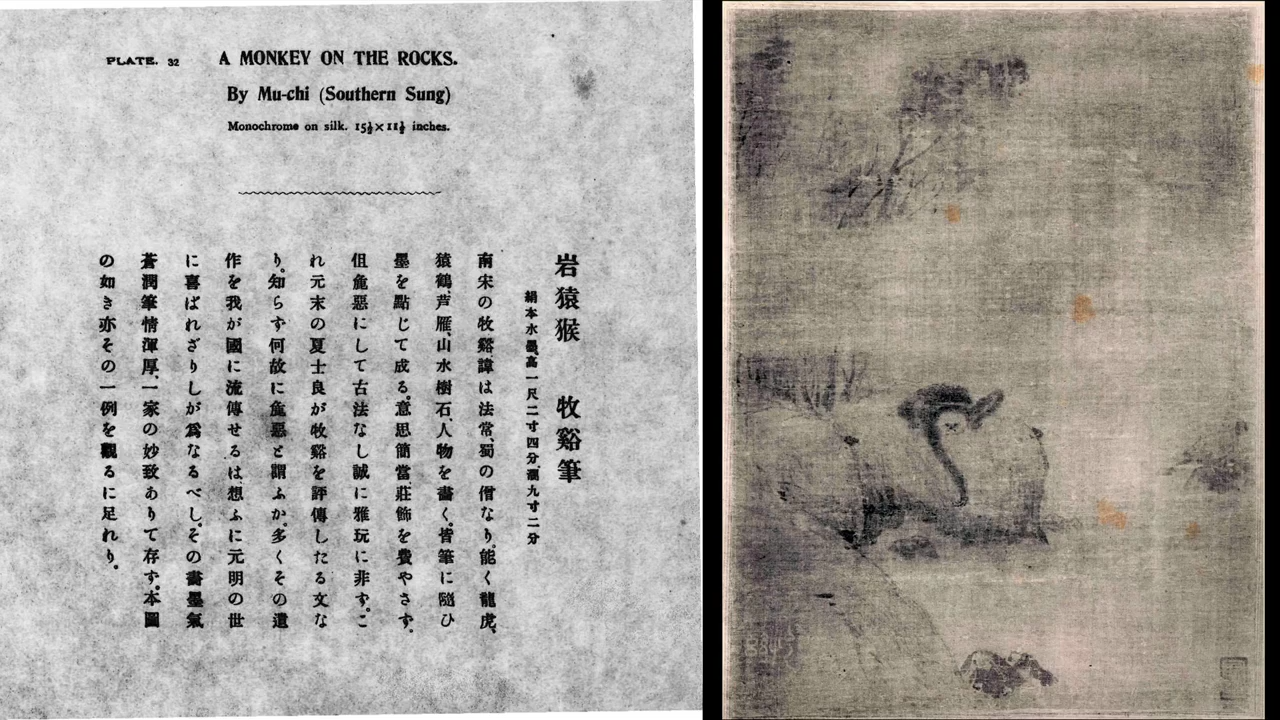 PLATE. 32
A MONKEY ON THE ROCKS.
By Mu-chi (Southern Sung)
Monochrome on silk. 15½×11½ inches.
岩猿猴 牧谿筆
絹本水墨、高一尺二寸四分濶九寸二分
南宋の牧谿諱は法常、蜀の僧なり、能く龍虎、
猿鶴、芦雁、山水樹石、人物を畵く。皆筆に隨ひ
墨を點じて成る。意思簡當、莊飾を費やさず。
但麁惡にして古法なし誠に雅玩に非ず。こ
れ元末の夏士良が牧谿を評傳したる文な
り。知らず何故に麁惡と謂ふか。多くその遺
作を我が國に流傳せるは、想ふに元明の世
に喜ばれざりしが爲なるべし。その畵墨氣
蒼潤筆情渾厚、一家の妙致ありて存す。本圖
の如き亦その一例を觀るに足れり。